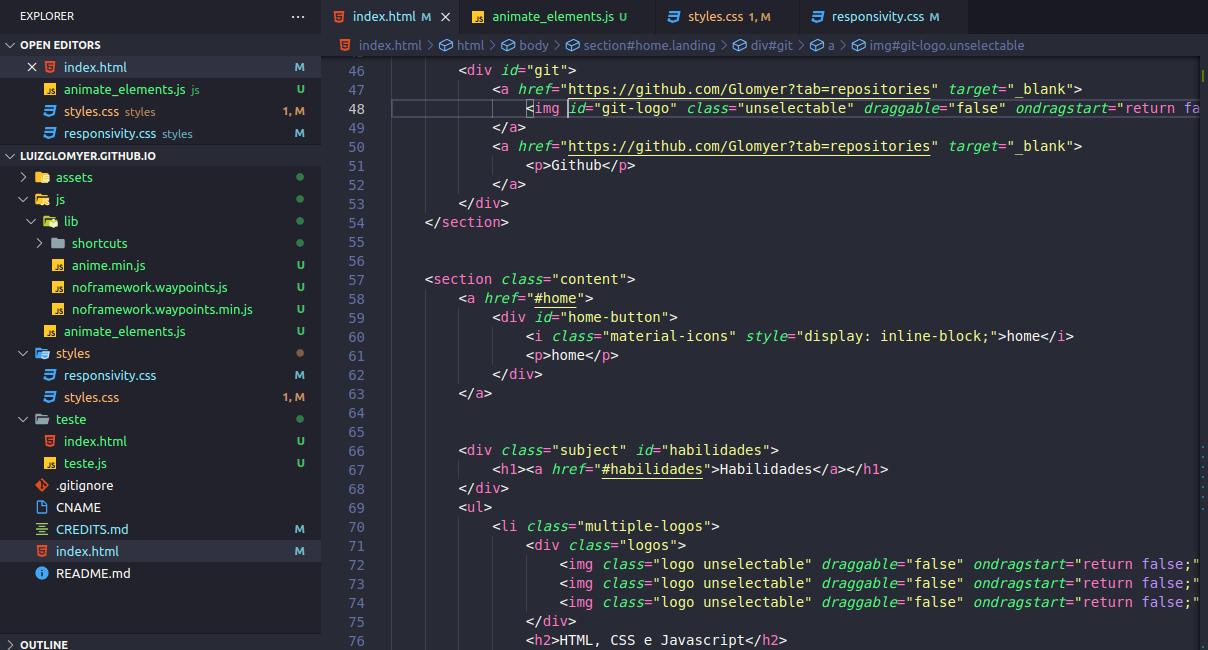 EXPLORER ...
OPEN EDITORS
index.html M
animate_elements.js js U
styles.css styles 1, M
responsivity.css styles M
LUIZGLOMYER.GITHUB.IO
assets
js
lib
shortcuts
anime.min.js U
noframework.waypoints.js U
noframework.waypoints.min.js U
animate_elements.js U
styles
responsivity.css M
styles.css 1, M
teste
index.html U
teste.js U
.gitignore
CNAME
CREDITS.md M
index.html M
README.md
OUTLINE
index.html M animate_elements.js U styles.css 1, M responsivity.css M
index.html > html > body > section#home.landing > div#git > a > img#git-logo.unselectable
46 <div id="git">
47 <a href="https://github.com/Glomyer?tab=repositories" target="_blank">
48 <img id="git-logo" class="unselectable" draggable="false" ondragstart="return fa
49 </a>
50 <a href="https://github.com/Glomyer?tab=repositories" target="_blank">
51 <p>Github</p>
52 </a>
53 </div>
54 </section>
55
56
57 <section class="content">
58 <a href="#home">
59 <div id="home-button">
60 <i class="material-icons" style="display: inline-block;">home</i>
61 <p>home</p>
62 </div>
63 </a>
64
65
66 <div class="subject" id="habilidades">
67 <h1><a href="#habilidades">Habilidades</a></h1>
68 </div>
69 <ul>
70 <li class="multiple-logos">
71 <div class="logos">
72 <img class="logo unselectable" draggable="false" ondragstart="return false;"
73 <img class="logo unselectable" draggable="false" ondragstart="return false;"
74 <img class="logo unselectable" draggable="false" ondragstart="return false;"
75 </div>
76 <h2>HTML, CSS e Javascript</h2>